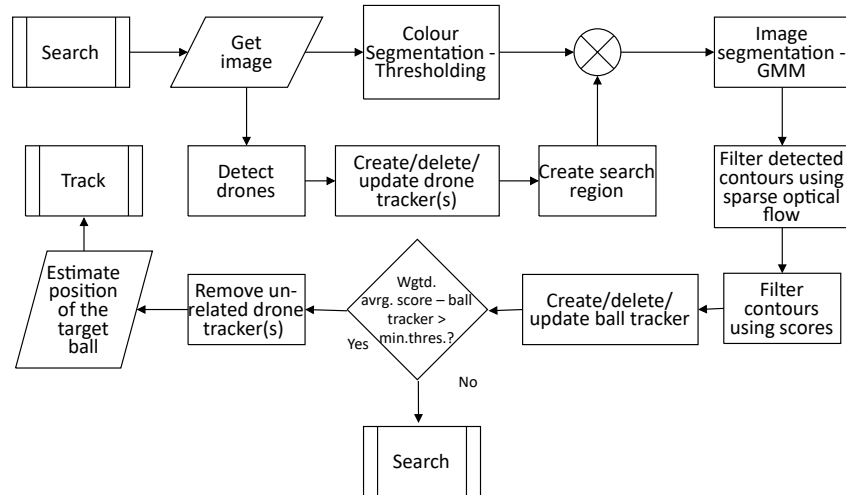 Search
Get
image
Colour
Segmentation -
Thresholding
Image
segmentation -
GMM
Track
Detect
drones
Create/delete/
update drone
tracker(s)
Create search
region
Filter detected
contours using
sparse optical
flow
Estimate
position
of the
target
ball
Remove un-
related drone
tracker(s)
Wgtd.
avrg. score – ball
tracker >
min.thres.?
Yes
No
Create/delete/
update ball tracker
Filter
contours
using scores
Search